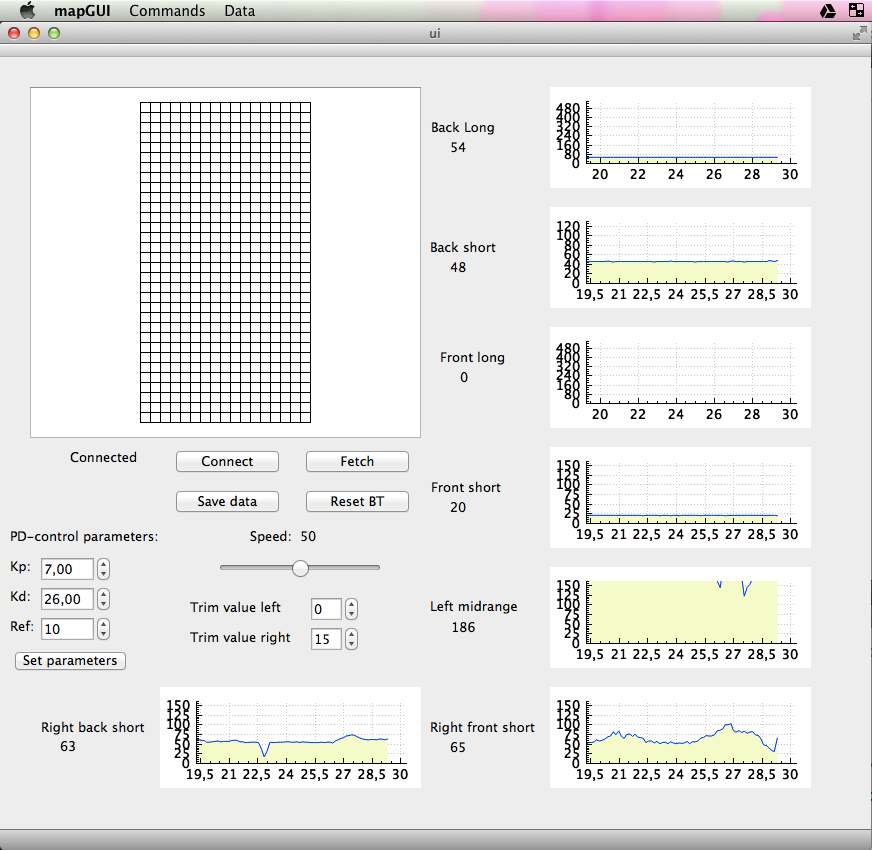 mapGUI Commands Data
ui
Back Long
54
480
400
320
240
160
80
0
20 22 24 26 28 30
Back short
48
120
100
80
60
40
20
0
19,5 21 22,5 24 25,5 27 28,5 30
Front long
0
480
400
320
240
160
80
0
20 22 24 26 28 30
Connected
Connect
Fetch
Save data
Reset BT
Front short
20
150
125
100
75
50
25
0
19,5 21 22,5 24 25,5 27 28,5 30
PD-control parameters:
Speed: 50
Kp: 7,00
Kd: 26,00
Ref: 10
Set parameters
Trim value left 0
Trim value right 15
Left midrange
186
150
125
100
75
50
25
0
19,5 21 22,5 24 25,5 27 28,5 30
Right back short
63
150
125
100
75
50
25
0
19,5 21 22,5 24 25,5 27 28,5 30
Right front short
65
150
125
100
75
50
25
0
19,5 21 22,5 24 25,5 27 28,5 30